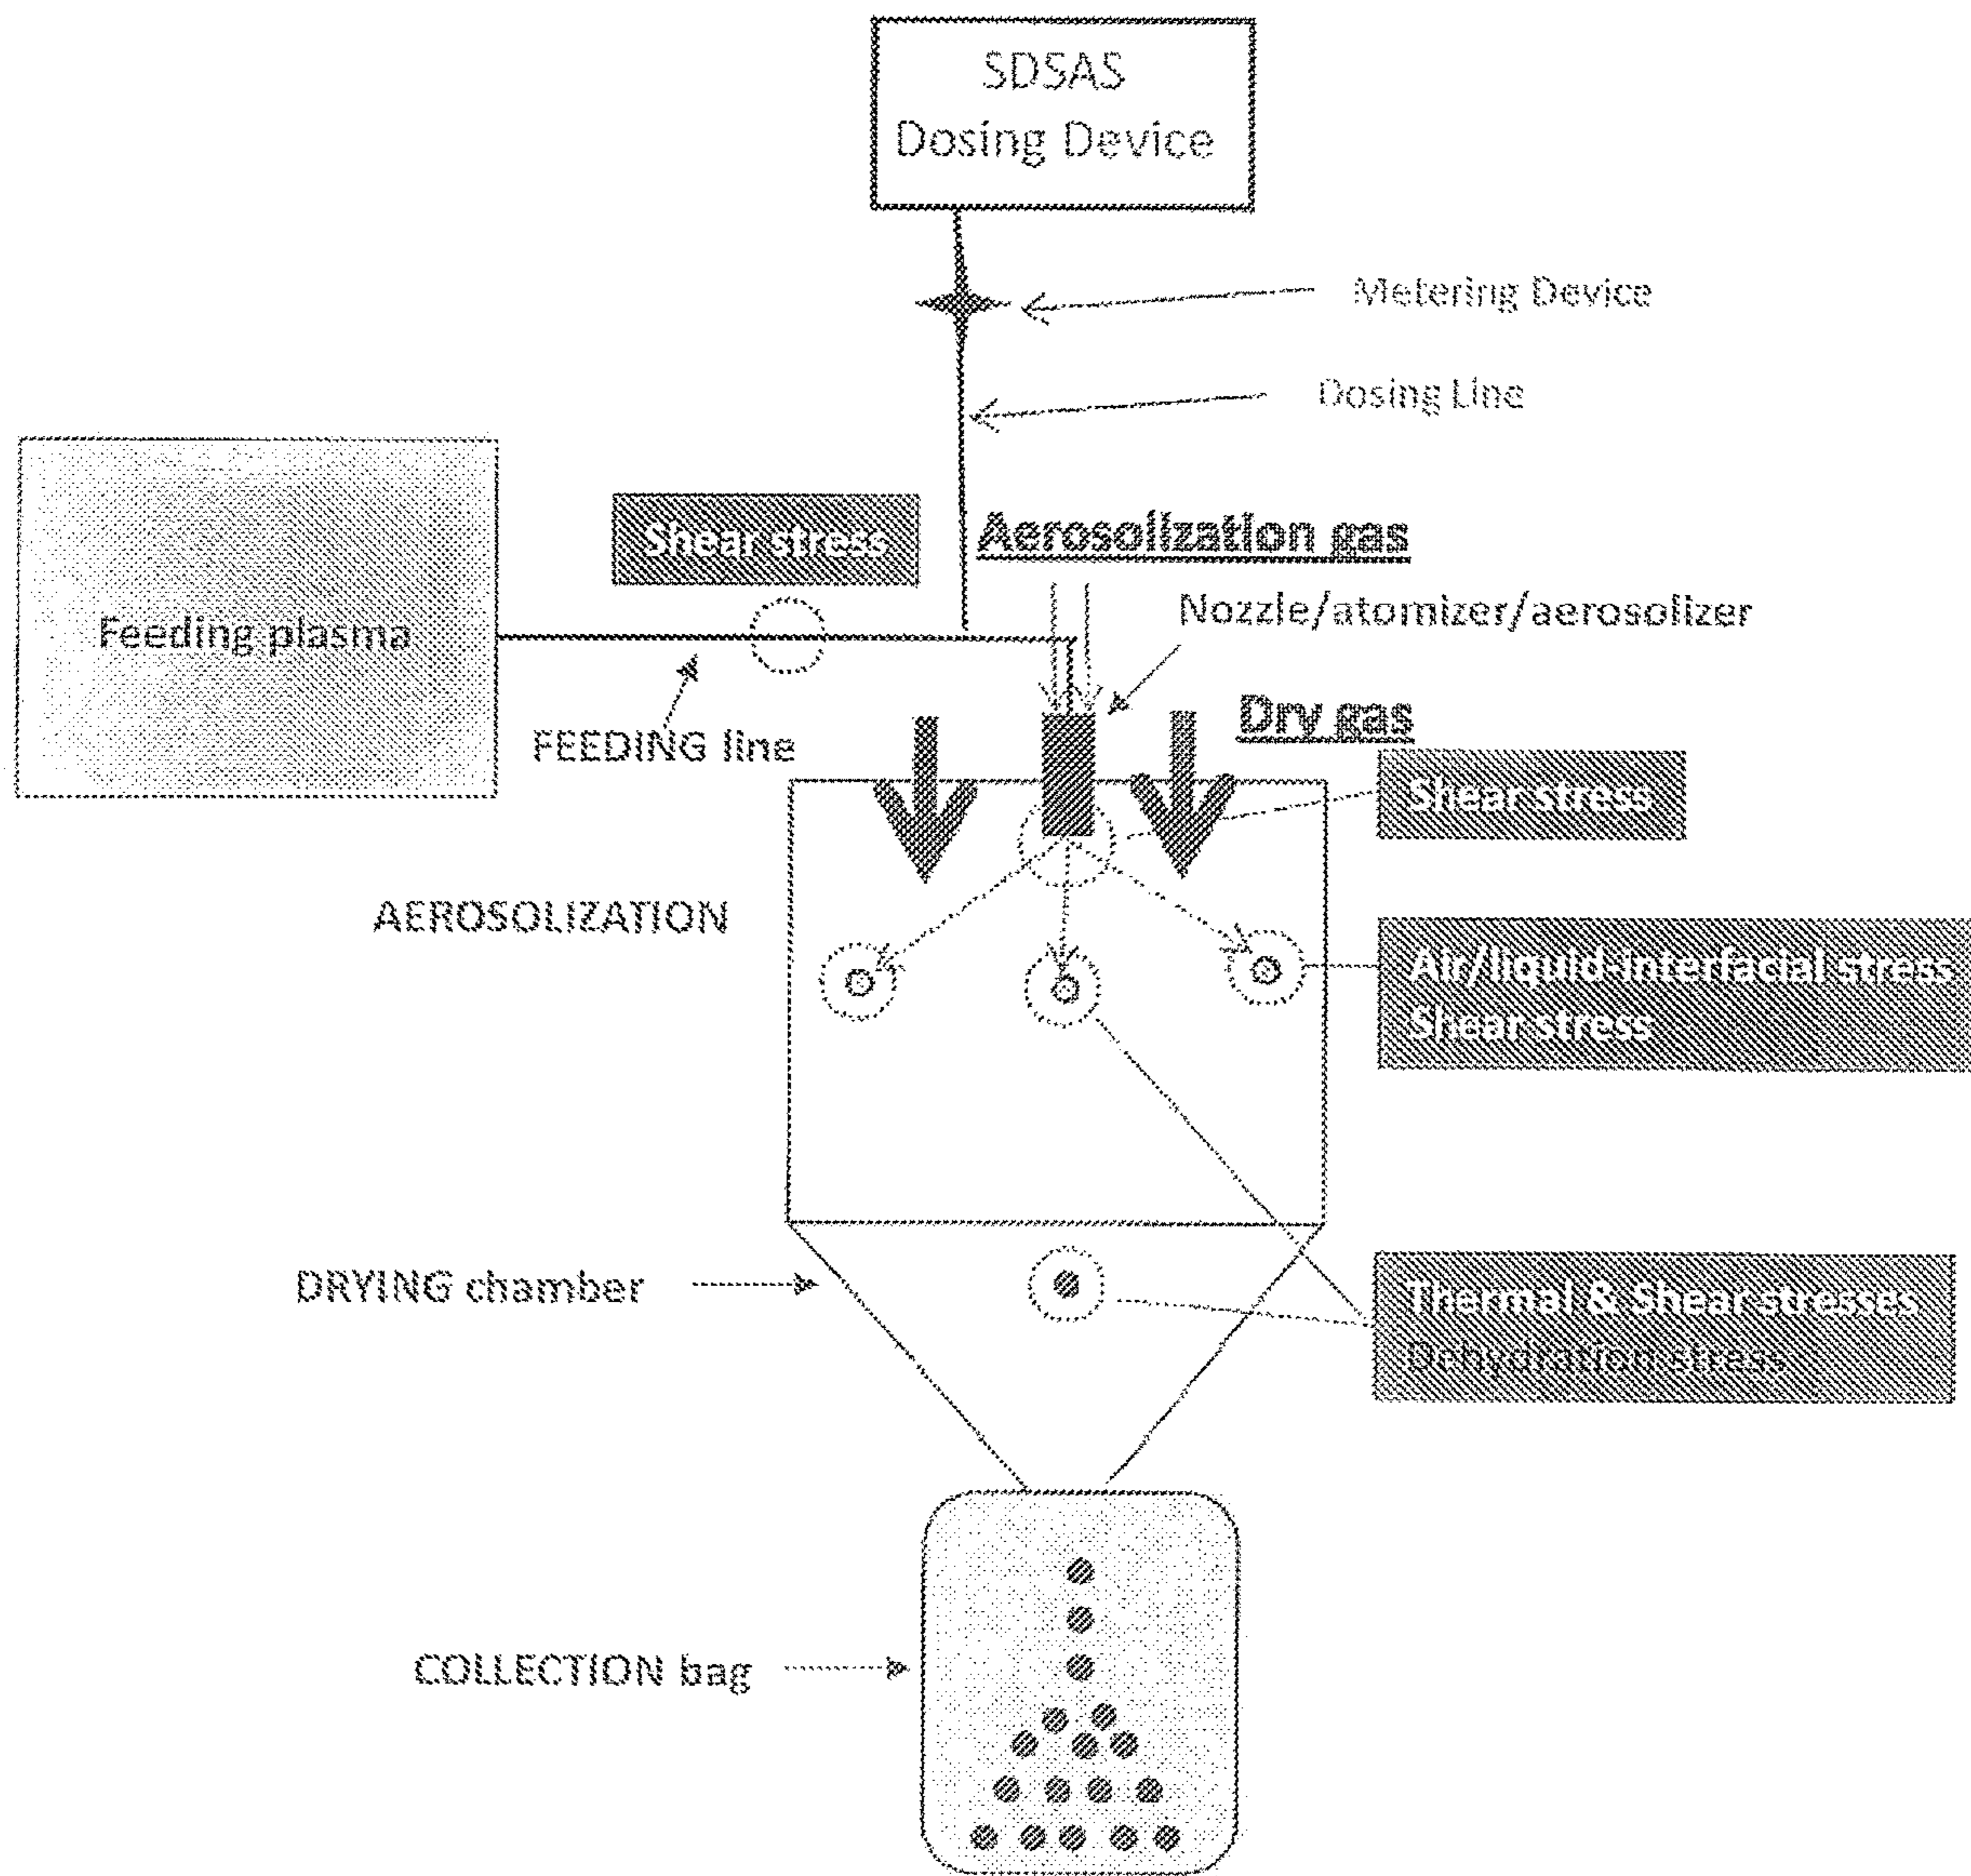 SDSAS
Dosing Device
Metering Device
Dosing Line
Shear stress
Aerosolization gas
Feeding plasma
Nozzle/atomizer/aerosolizer
FEEDING line
Dry gas
Shear stress
AEROSOLIZATION
Air/liquid-interfacial stress
Shear stress
DRYING chamber
Thermal & Shear stresses
Dehydration stress
COLLECTION bag